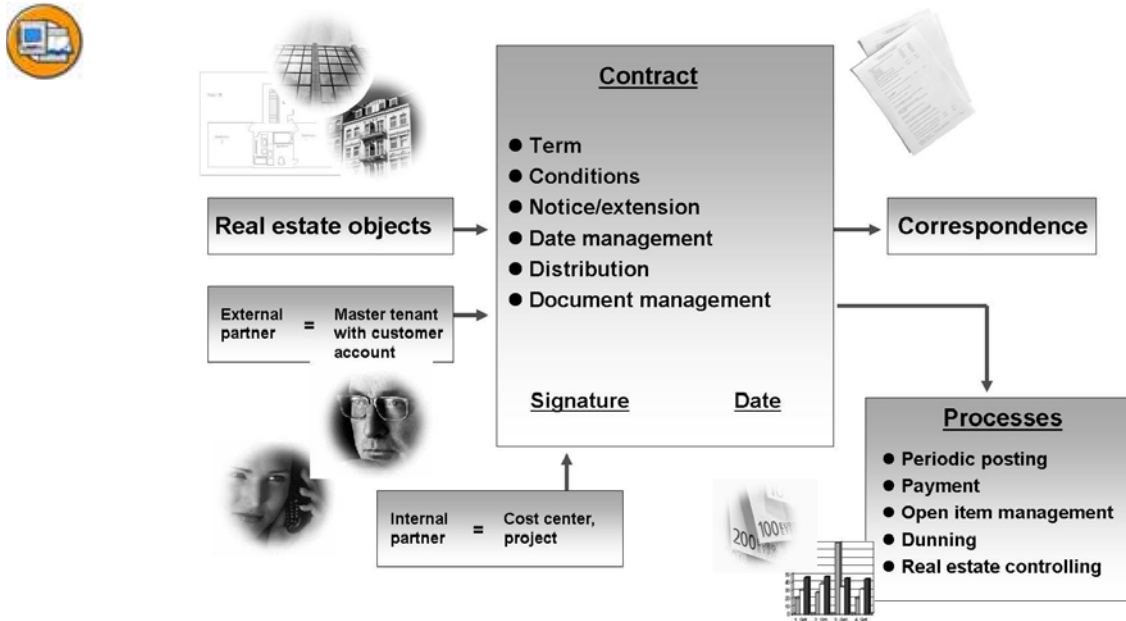 Contract
● Term
● Conditions
● Notice/extension
● Date management
● Distribution
● Document management
Signature Date
Real estate objects
External partner = Master tenant with customer account
Internal partner = Cost center, project
Correspondence
Processes
● Periodic posting
● Payment
● Open item management
● Dunning
● Real estate controlling
200
100